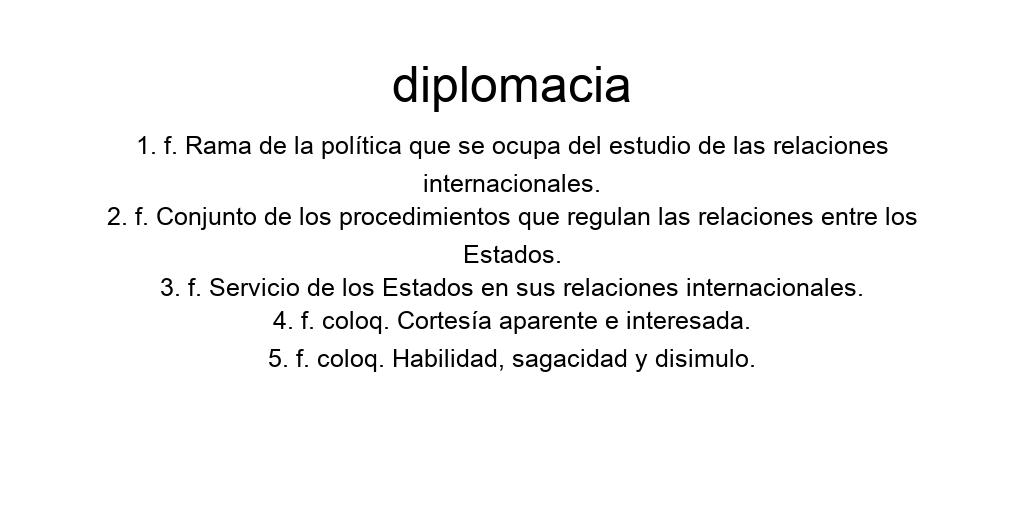 diplomacia
1. f. Rama de la política que se ocupa del estudio de las relaciones
internacionales.
2. f. Conjunto de los procedimientos que regulan las relaciones entre los
Estados.
3. f. Servicio de los Estados en sus relaciones internacionales.
4. f. coloq. Cortesía aparente e interesada.
5. f. coloq. Habilidad, sagacidad y disimulo.